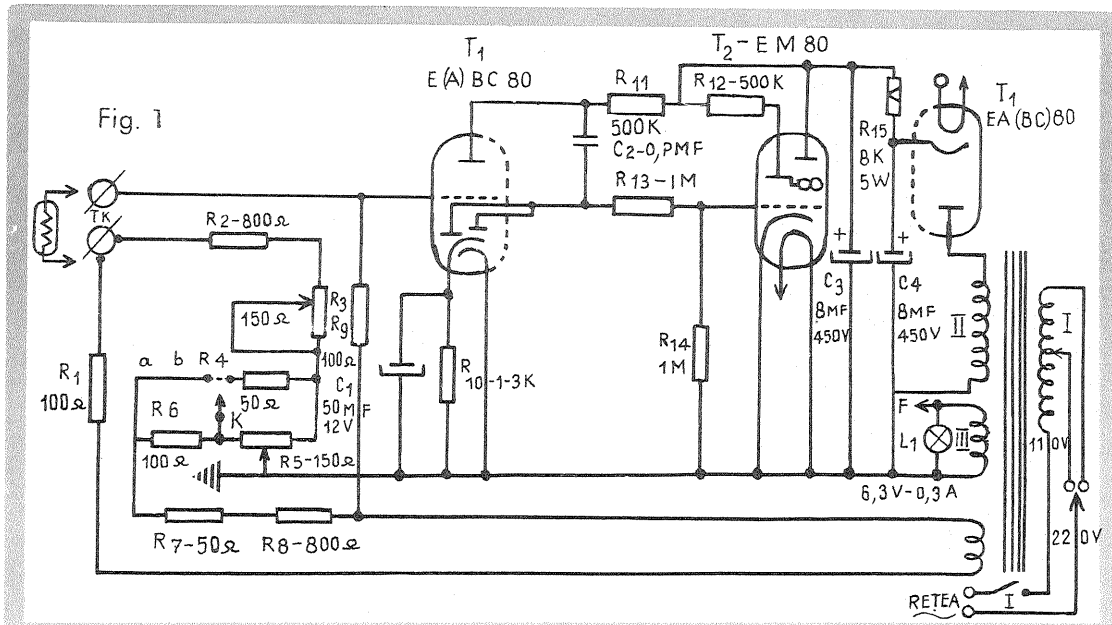 Fig. 1
T1
E(A)BC 80
T2-EM 80
R11
500K
R12-500K
C2-0,PMF
R13-1M
T1
EA(BC)80
R15
8K
5W
TK
R2-800Ω
R3
R9
150Ω
100Ω
a b R4
50Ω
C1
50MF
12V
R1
100Ω
R6
K
100Ω
R5-150Ω
R
10-1-3K
R14
1M
+
C3
8MF
450V
+
C4
8MF
450V
II
I
F
L1
III
110V
6,3V-0,3A
R7-50Ω
R8-800Ω
220V
REȚEA
I